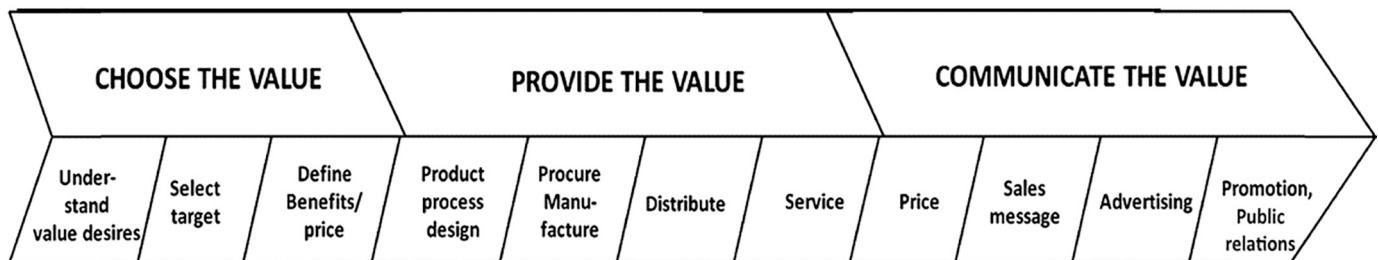 CHOOSE THE VALUE
PROVIDE THE VALUE
COMMUNICATE THE VALUE
Under-
stand
value desires
Select
target
Define
Benefits/
price
Product
process
design
Procure
Manu-
facture
Distribute
Service
Price
Sales
message
Advertising
Promotion,
Public
relations